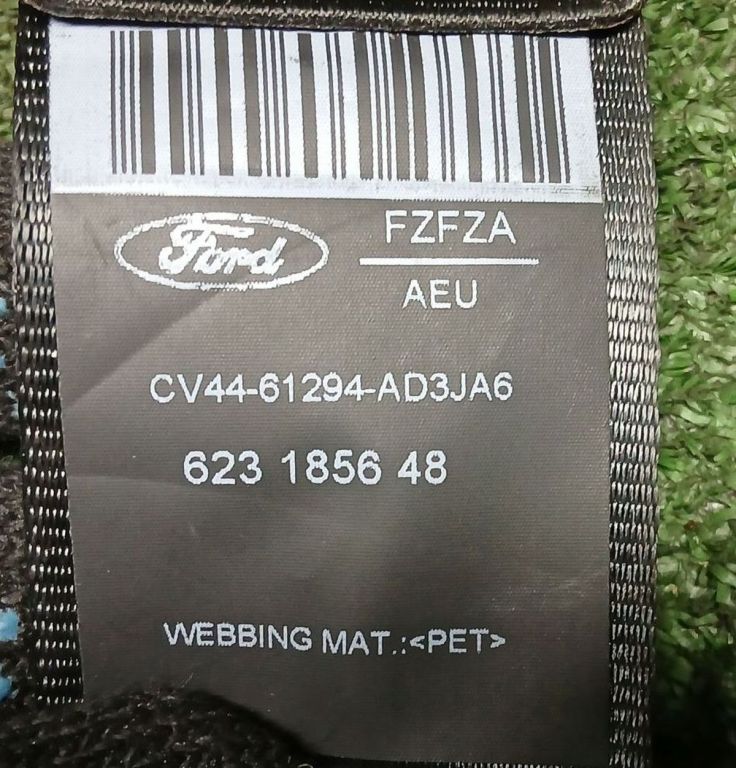 Ford
FZFZA
AEU
CV44-61294-AD3JA6
623 1856 48
WEBBING MAT.:<PET>